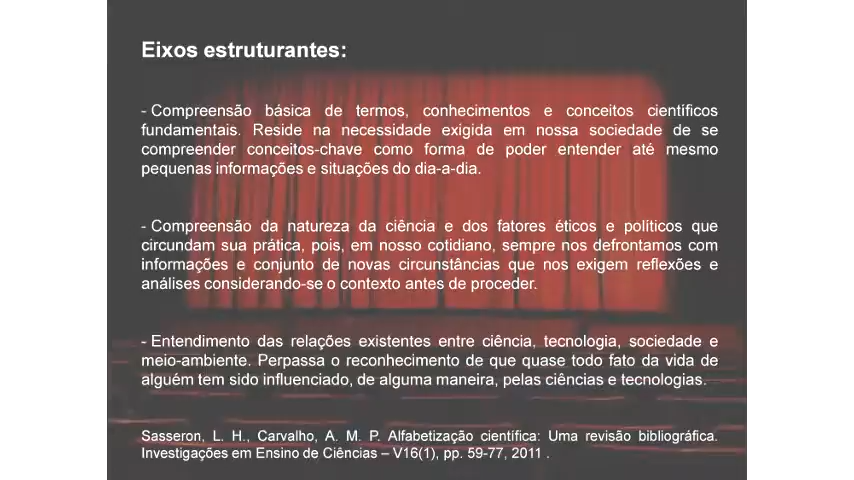 Eixos estruturantes:
- Compreensão básica de termos, conhecimentos e conceitos científicos
fundamentais. Reside na necessidade exigida em nossa sociedade de se
compreender conceitos-chave como forma de poder entender até mesmo
pequenas informações e situações do dia-a-dia.
- Compreensão da natureza da ciência e dos fatores éticos e políticos que
circundam sua prática, pois, em nosso cotidiano, sempre nos defrontamos com
informações e conjunto de novas circunstâncias que nos exigem reflexões e
análises considerando-se o contexto antes de proceder.
- Entendimento das relações existentes entre ciência, tecnologia, sociedade e
meio-ambiente. Perpassa o reconhecimento de que quase todo fato da vida de
alguém tem sido influenciado, de alguma maneira, pelas ciências e tecnologias.
Sasseron, L. H., Carvalho, A. M. P. Alfabetização científica: Uma revisão bibliográfica.
Investigações em Ensino de Ciências – V16(1), pp. 59-77, 2011 .